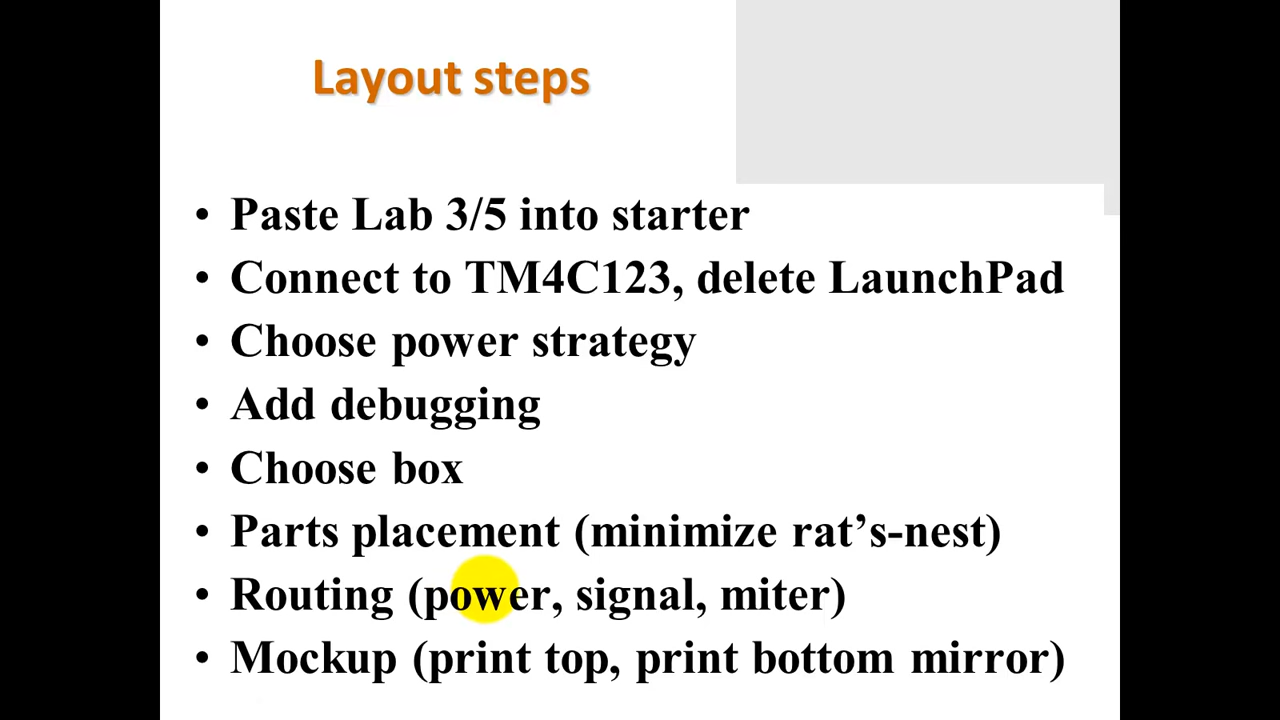 Layout steps
• Paste Lab 3/5 into starter
• Connect to TM4C123, delete LaunchPad
• Choose power strategy
• Add debugging
• Choose box
• Parts placement (minimize rat’s-nest)
• Routing (power, signal, miter)
• Mockup (print top, print bottom mirror)